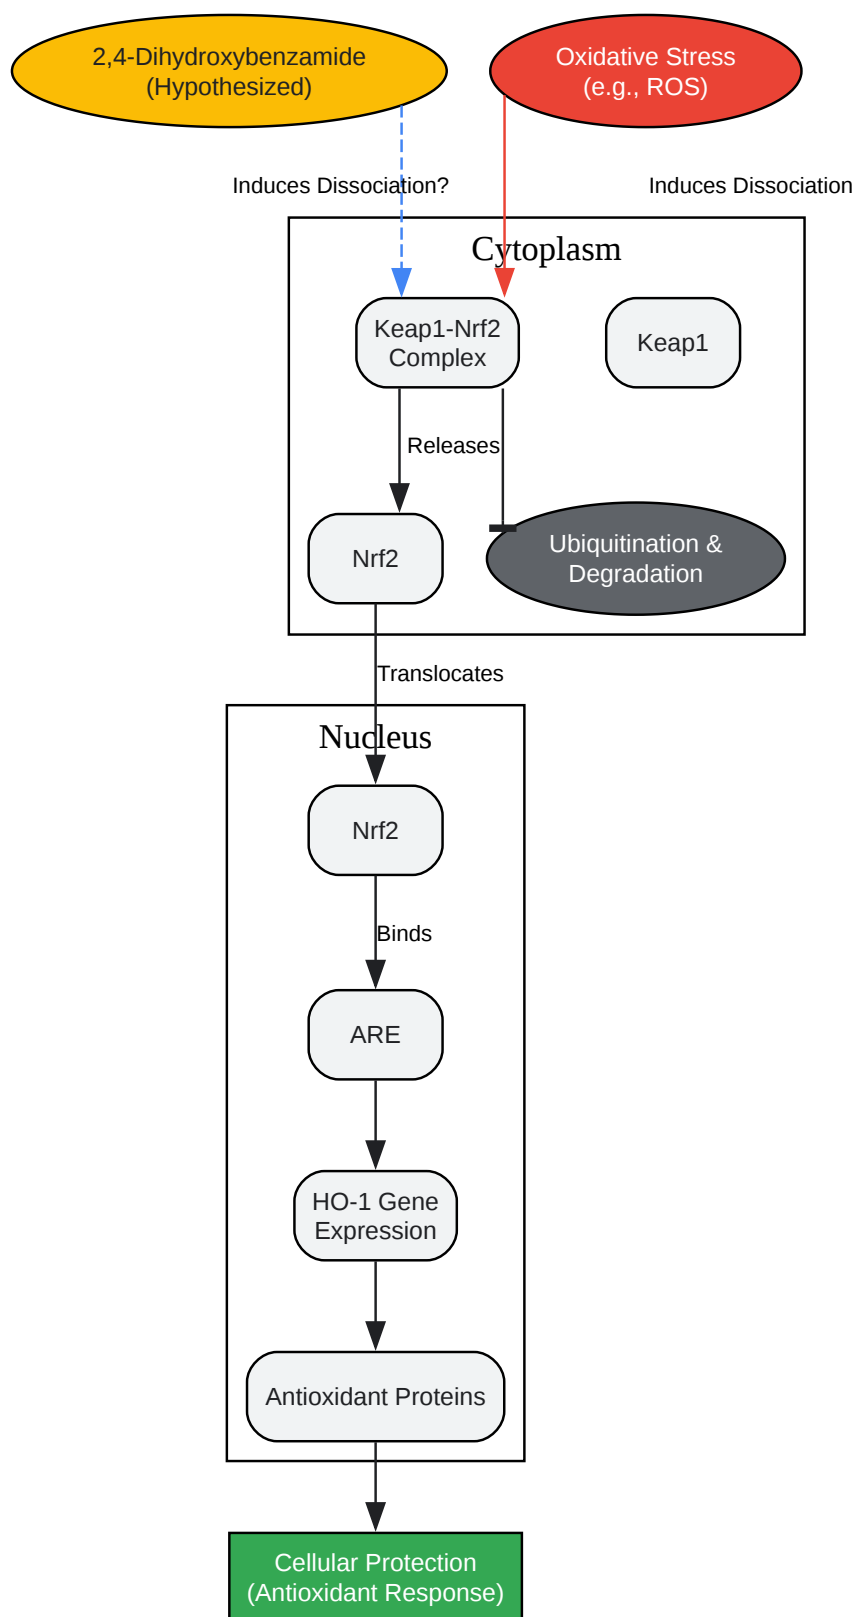 2,4-Dihydroxybenzamide
(Hypothesized)
Oxidative Stress
(e.g., ROS)
Induces Dissociation?
Induces Dissociation
Cytoplasm
Keap1-Nrf2
Complex
Keap1
Releases
Nrf2
Ubiquitination &
Degradation
Translocates
Nucleus
Nrf2
Binds
ARE
HO-1 Gene
Expression
Antioxidant Proteins
Cellular Protection
(Antioxidant Response)